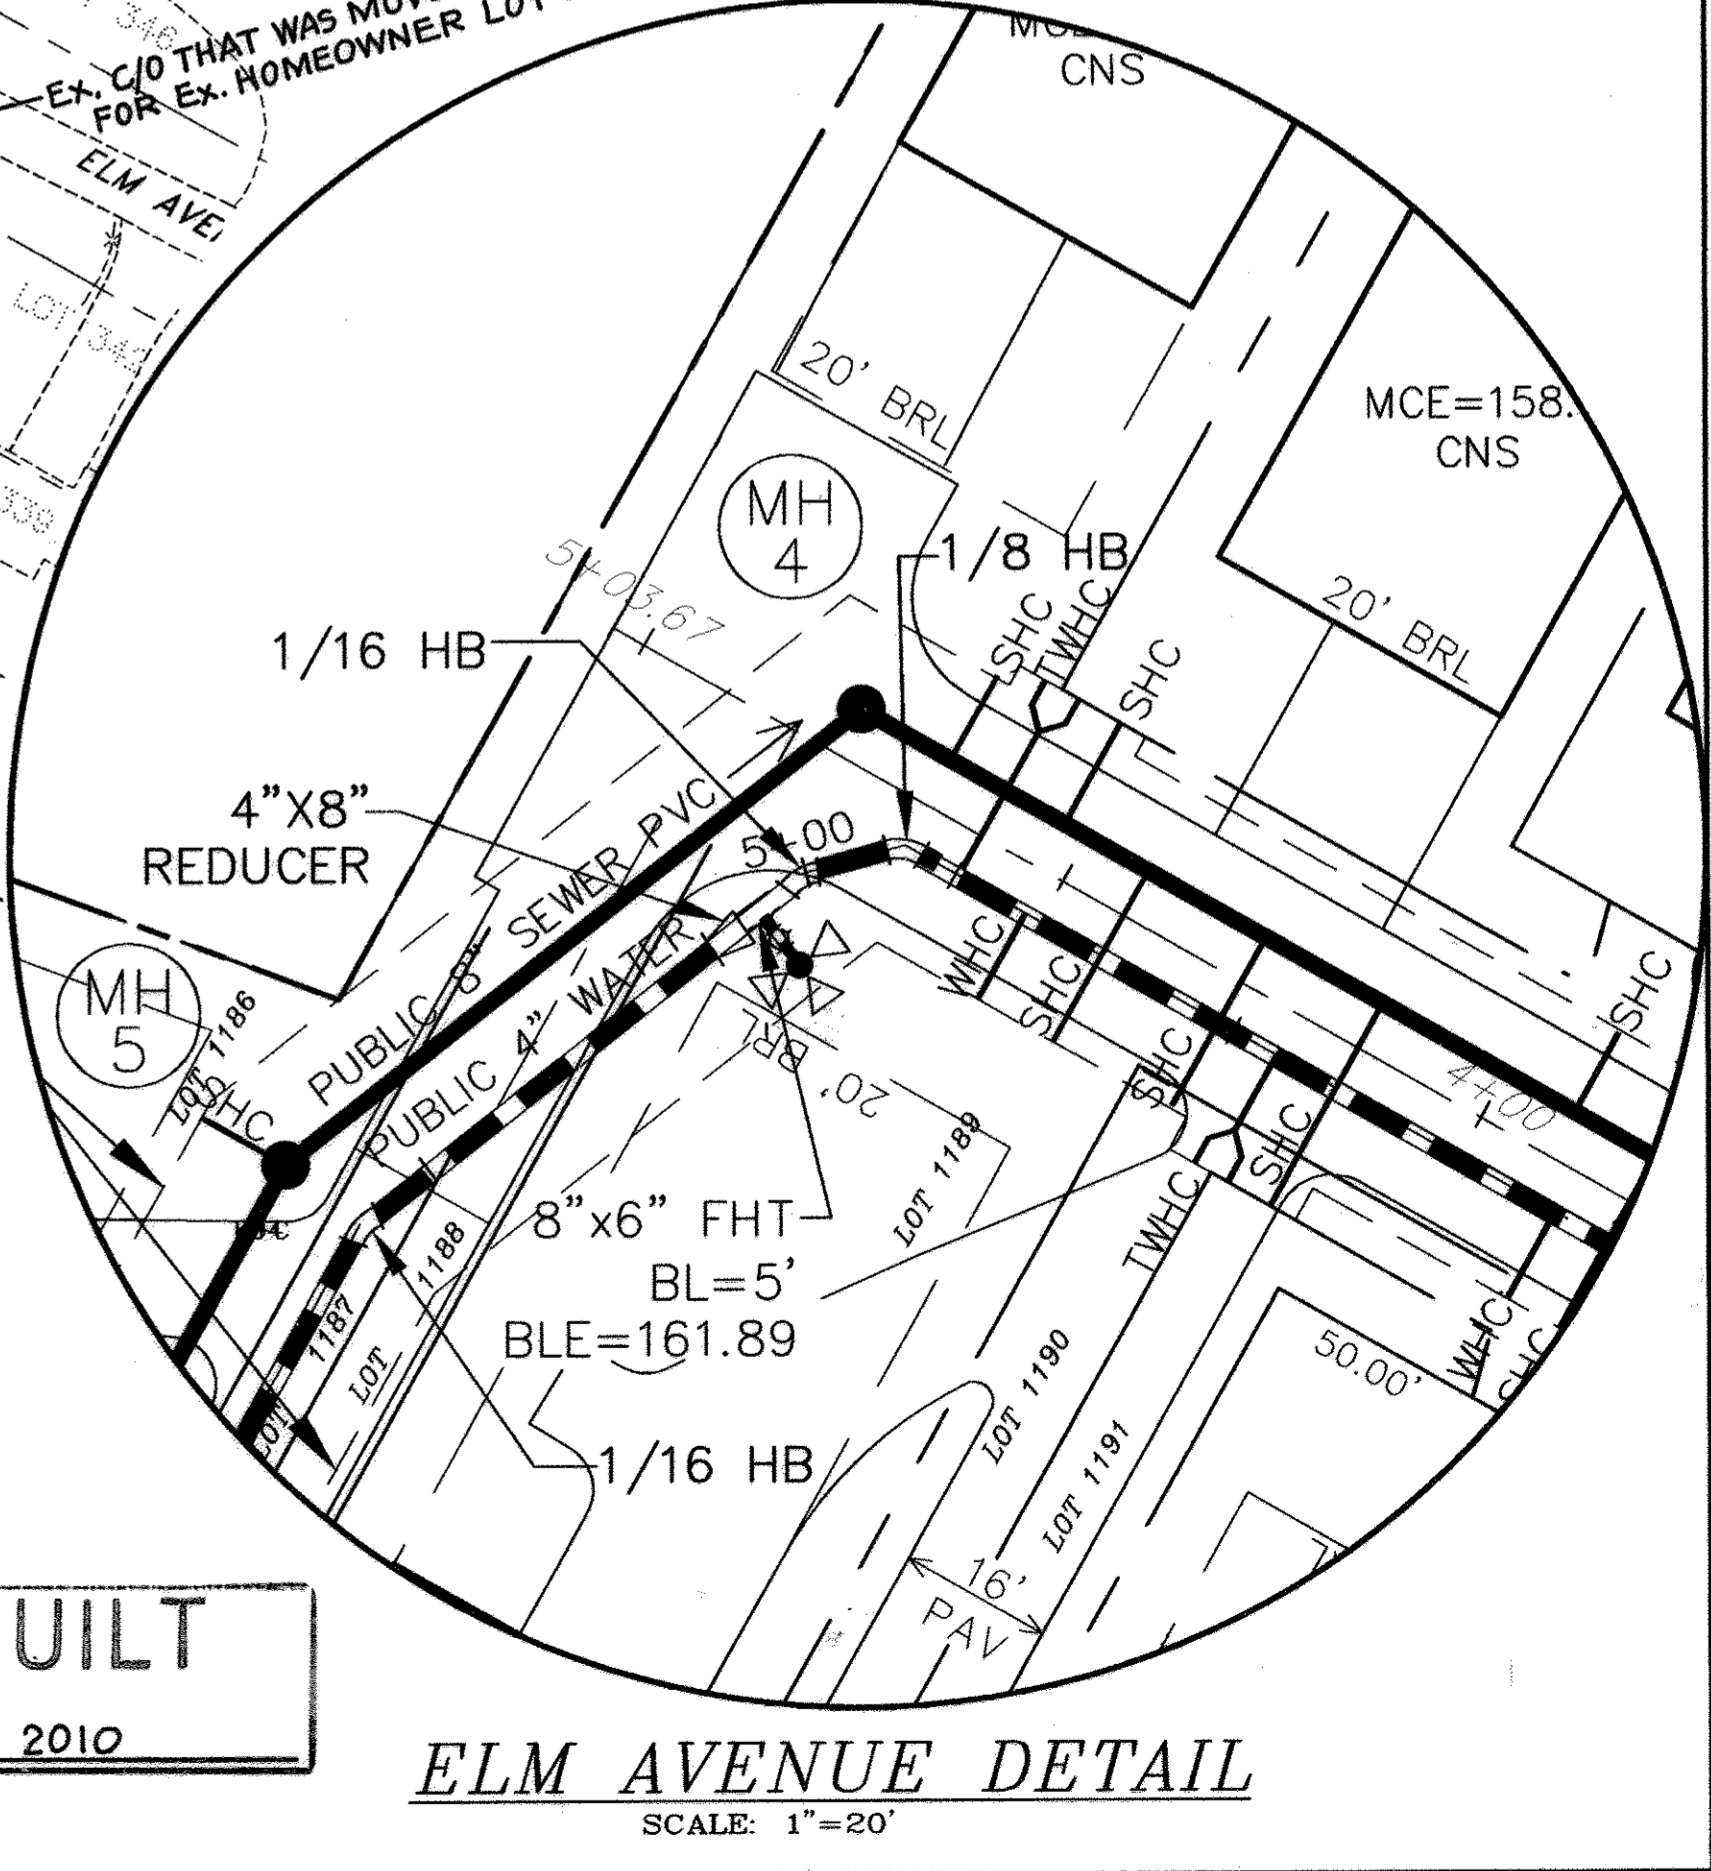 346
Ex. C/O THAT WAS
FOR Ex. HOMEOWNER LOT
ELM AVE
LOT 342
339
CNS
20' BRL
MCE=158.
CNS
MH
4
1/8 HB
5+03.67
1/16 HB
SHC
TWHC
SHC
20' BRL
4"X8"
REDUCER
5+00
PUBLIC 8" SEWER PVC
PUBLIC 4" WATER
MH
5
LOT 1186
SHC
WHC
SHC
SHC
SHC
4+00
20' BRL
LOT 1189
8"x6" FHT
BL=5'
BLE=161.89
SHC
TWHC
LOT 1188
LOT 1187
WHC
SHC
50.00'
LOT 1190
LOT 1191
1/16 HB
16'
PAV
UILT
2010
ELM AVENUE DETAIL
SCALE: 1"=20'